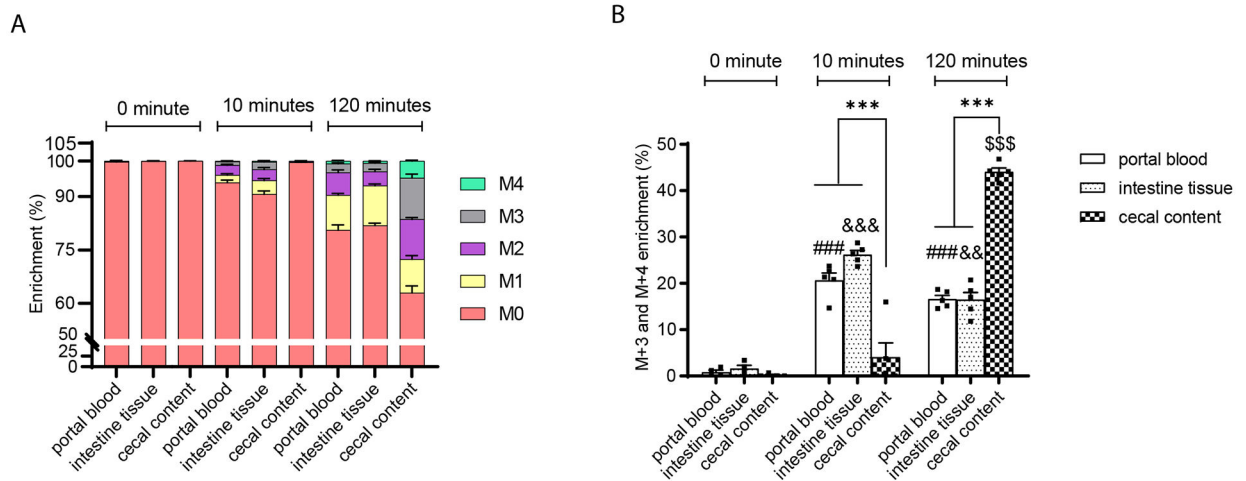 A
0 minute
10 minutes
120 minutes
Enrichment (%)
105
100
90
75
60
50
25
0
portal blood
intestine tissue
cecal content
portal blood
intestine tissue
cecal content
portal blood
intestine tissue
cecal content
M4
M3
M2
M1
M0
B
0 minute
10 minutes
120 minutes
***
***
$$$
&&&
###
###
&&
M+3 and M+4 enrichment (%)
50
40
30
20
10
0
portal blood
intestine tissue
cecal content
portal blood
intestine tissue
cecal content
portal blood
intestine tissue
cecal content
portal blood
intestine tissue
cecal content